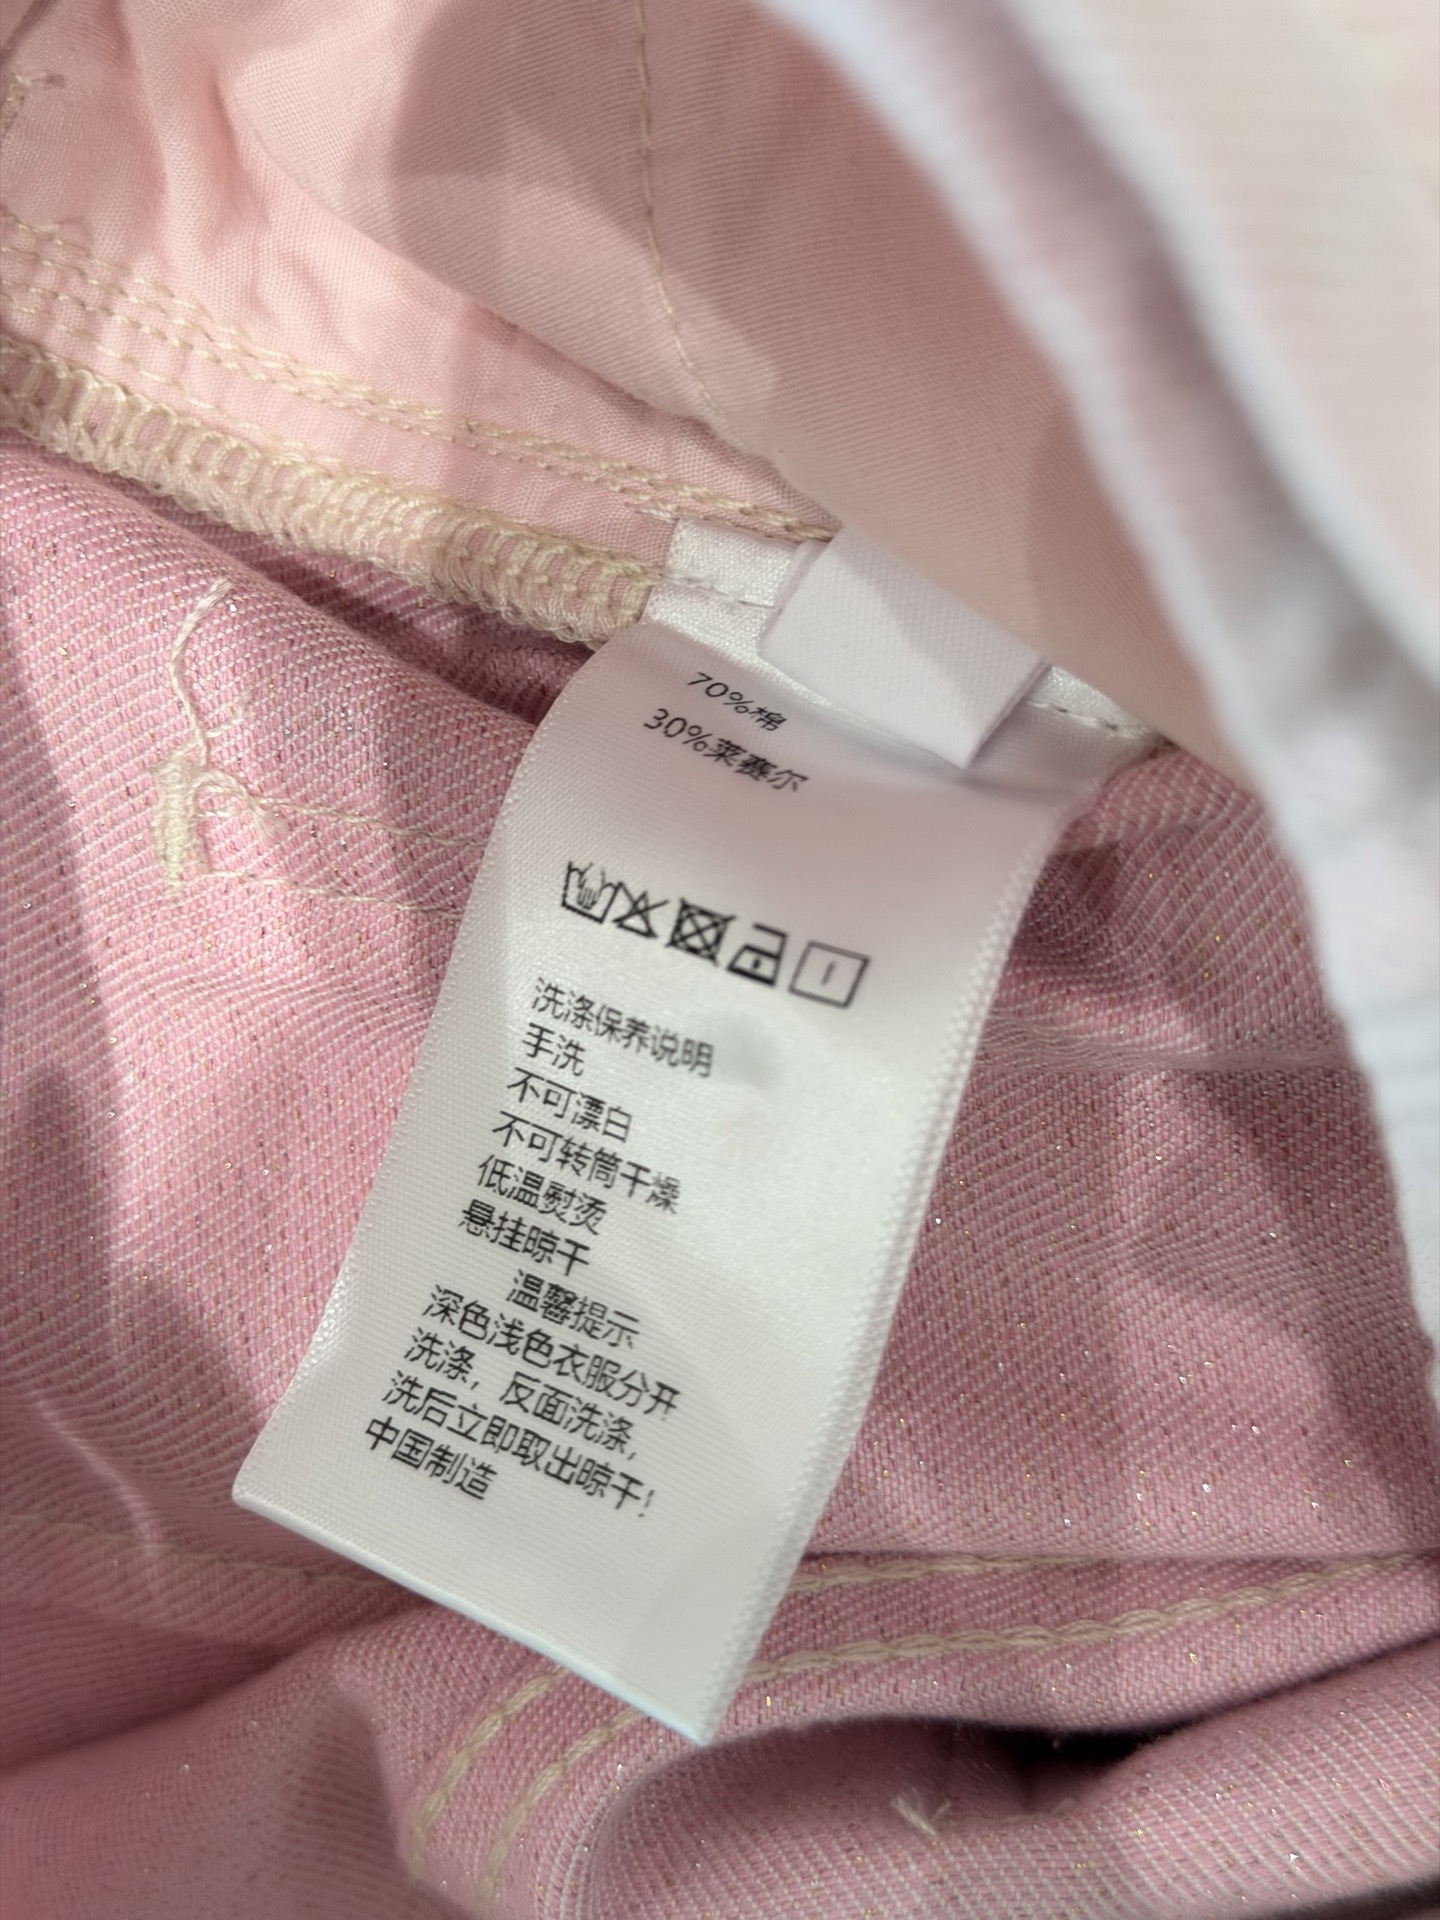 70%棉
30%莱赛尔
洗涤保养说明
手洗
不可漂白
不可转筒干燥
低温熨烫
悬挂晾干
温馨提示
深色浅色衣服分开
洗涤，反面洗涤，
洗后立即取出晾干！
中国制造